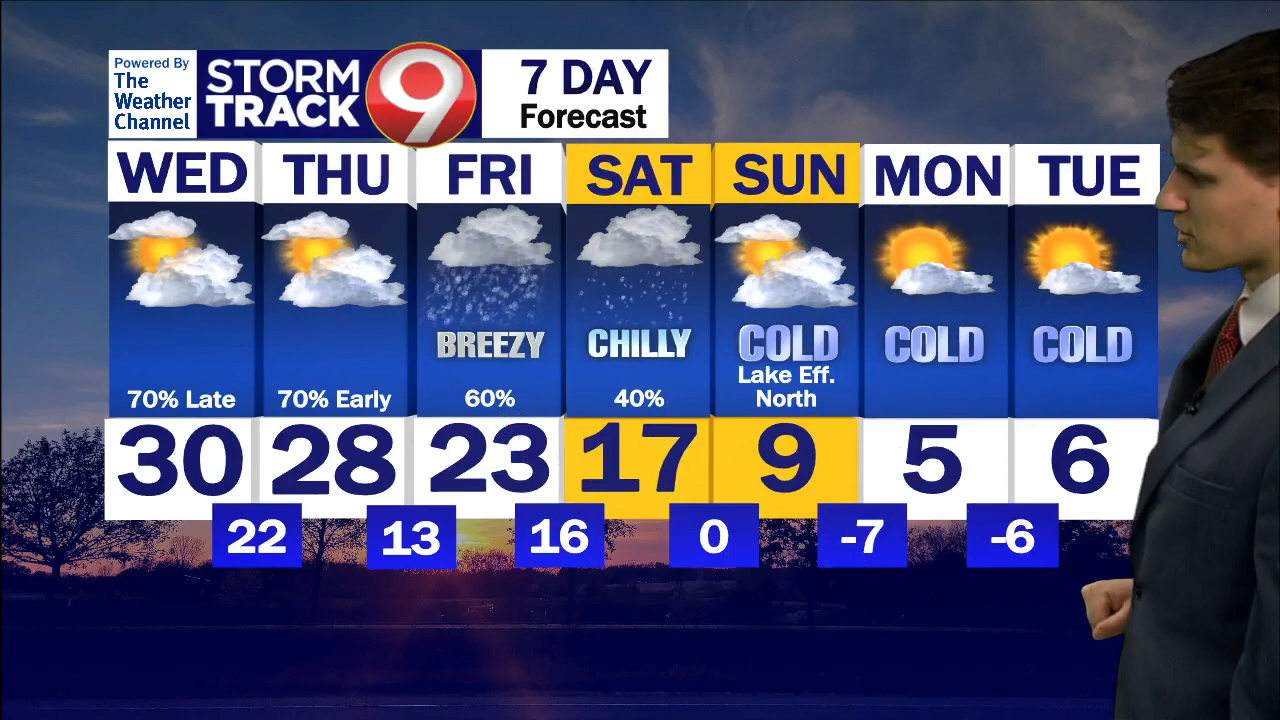 Powered By
The
Weather
Channel
STORM
TRACK
9
7 DAY
Forecast
WED THU FRI SAT SUN MON TUE
BREEZY CHILLY COLD COLD COLD
Lake Eff.
North
70% Late 70% Early 60% 40%
30 28 23 17 9 5 6
22 13 16 0 -7 -6